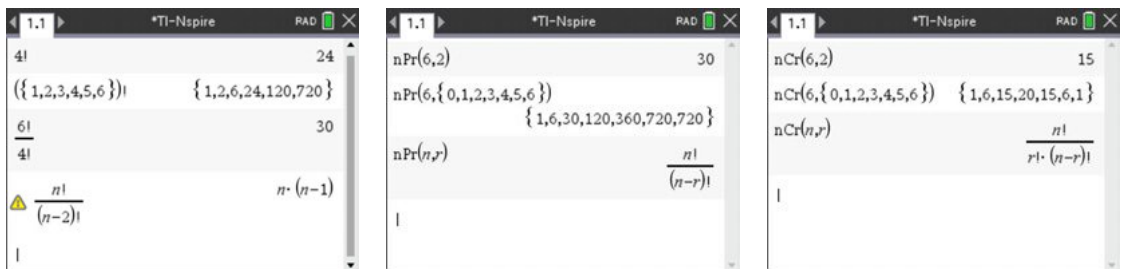 1.1 *TI-Nspire RAD
4! 24
({1,2,3,4,5,6})! {1,2,6,24,120,720}
6!/4! 30
n!/(n-2)! n·(n-1)
1.1 *TI-Nspire RAD
nPr(6,2) 30
nPr(6,{0,1,2,3,4,5,6})
{1,6,30,120,360,720,720}
nPr(n,r) n!/(n-r)!
1.1 *TI-Nspire RAD
nCr(6,2) 15
nCr(6,{0,1,2,3,4,5,6}) {1,6,15,20,15,6,1}
nCr(n,r) n!/(r!·(n-r)!)